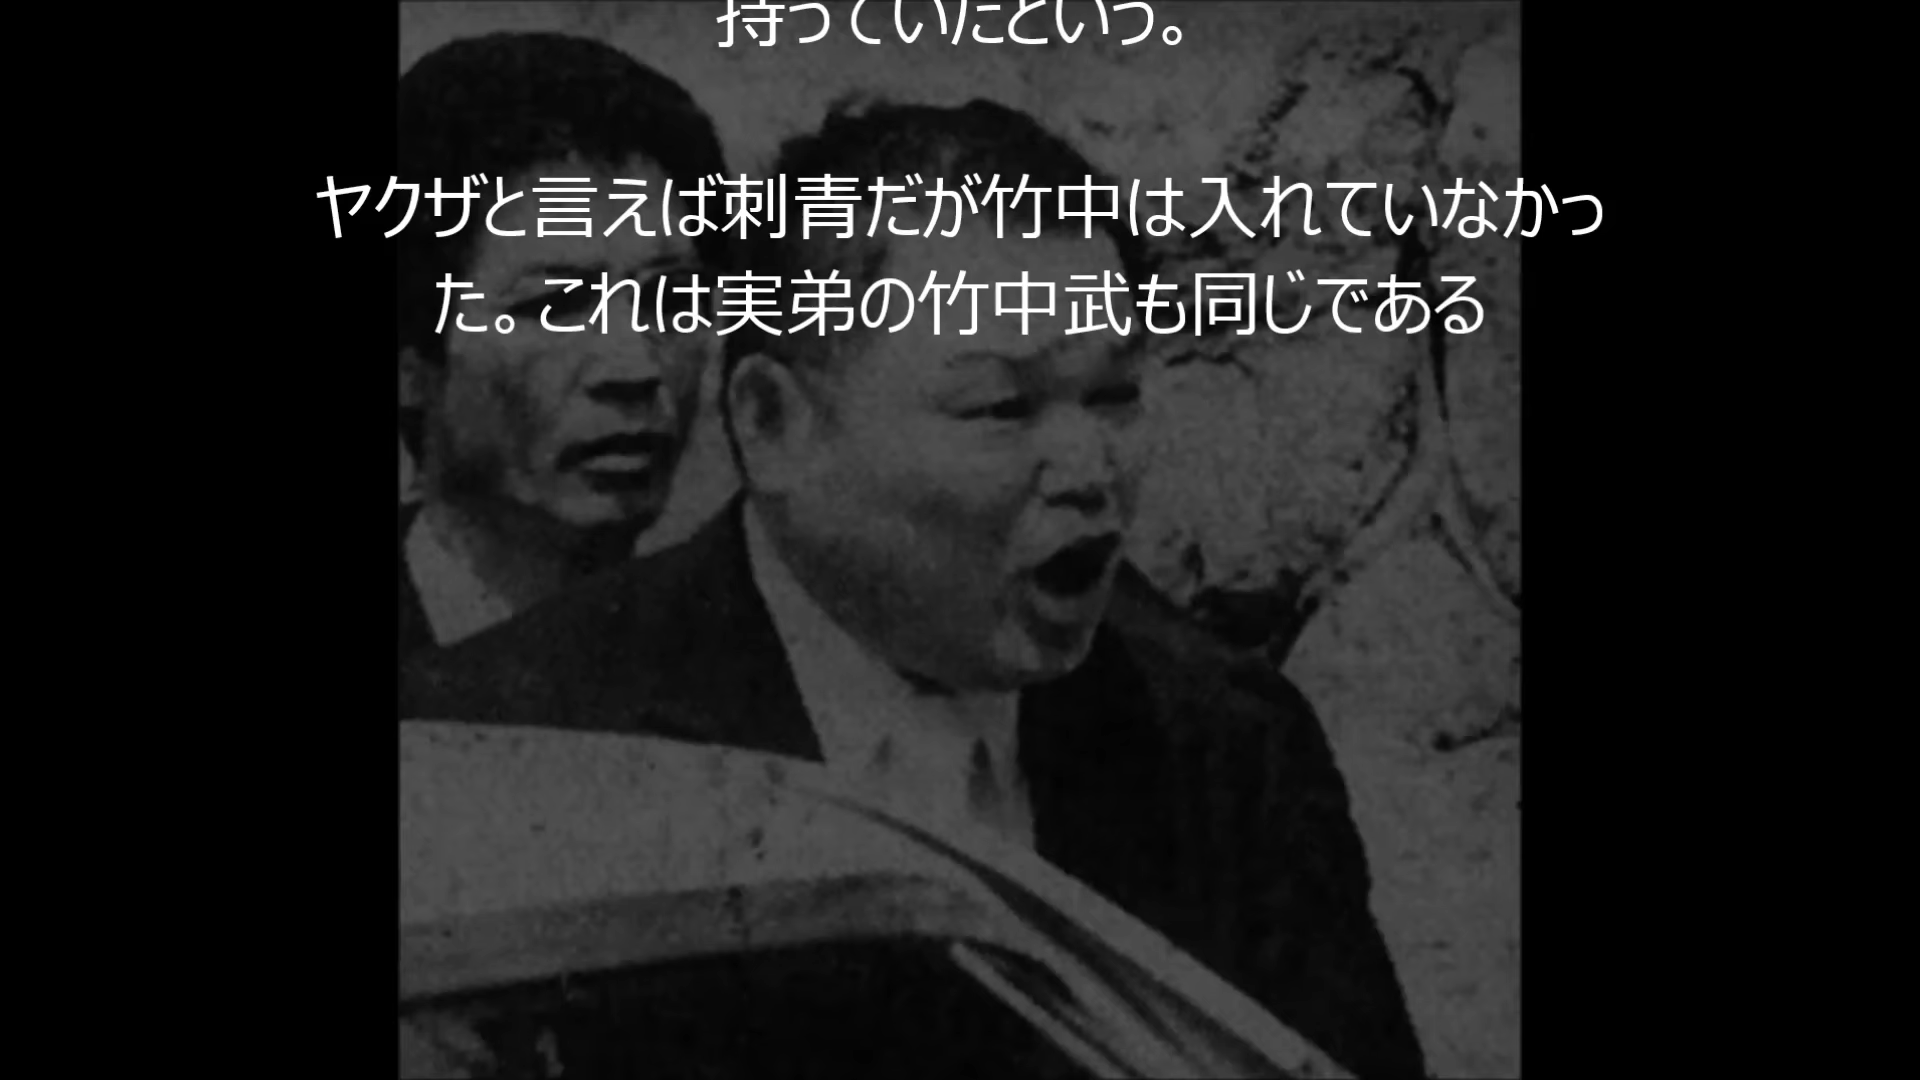 持っていたという。
ヤクザと言えば刺青だが竹中は入れていなかっ
た。これは実弟の竹中武も同じである